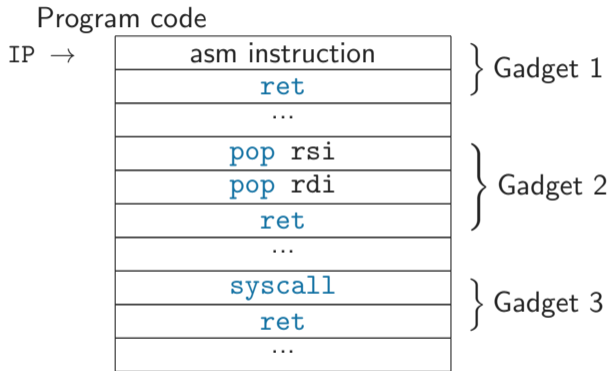 Program code
IP → asm instruction
ret
Gadget 1
...
pop rsi
pop rdi
ret
Gadget 2
...
syscall
ret
Gadget 3
...